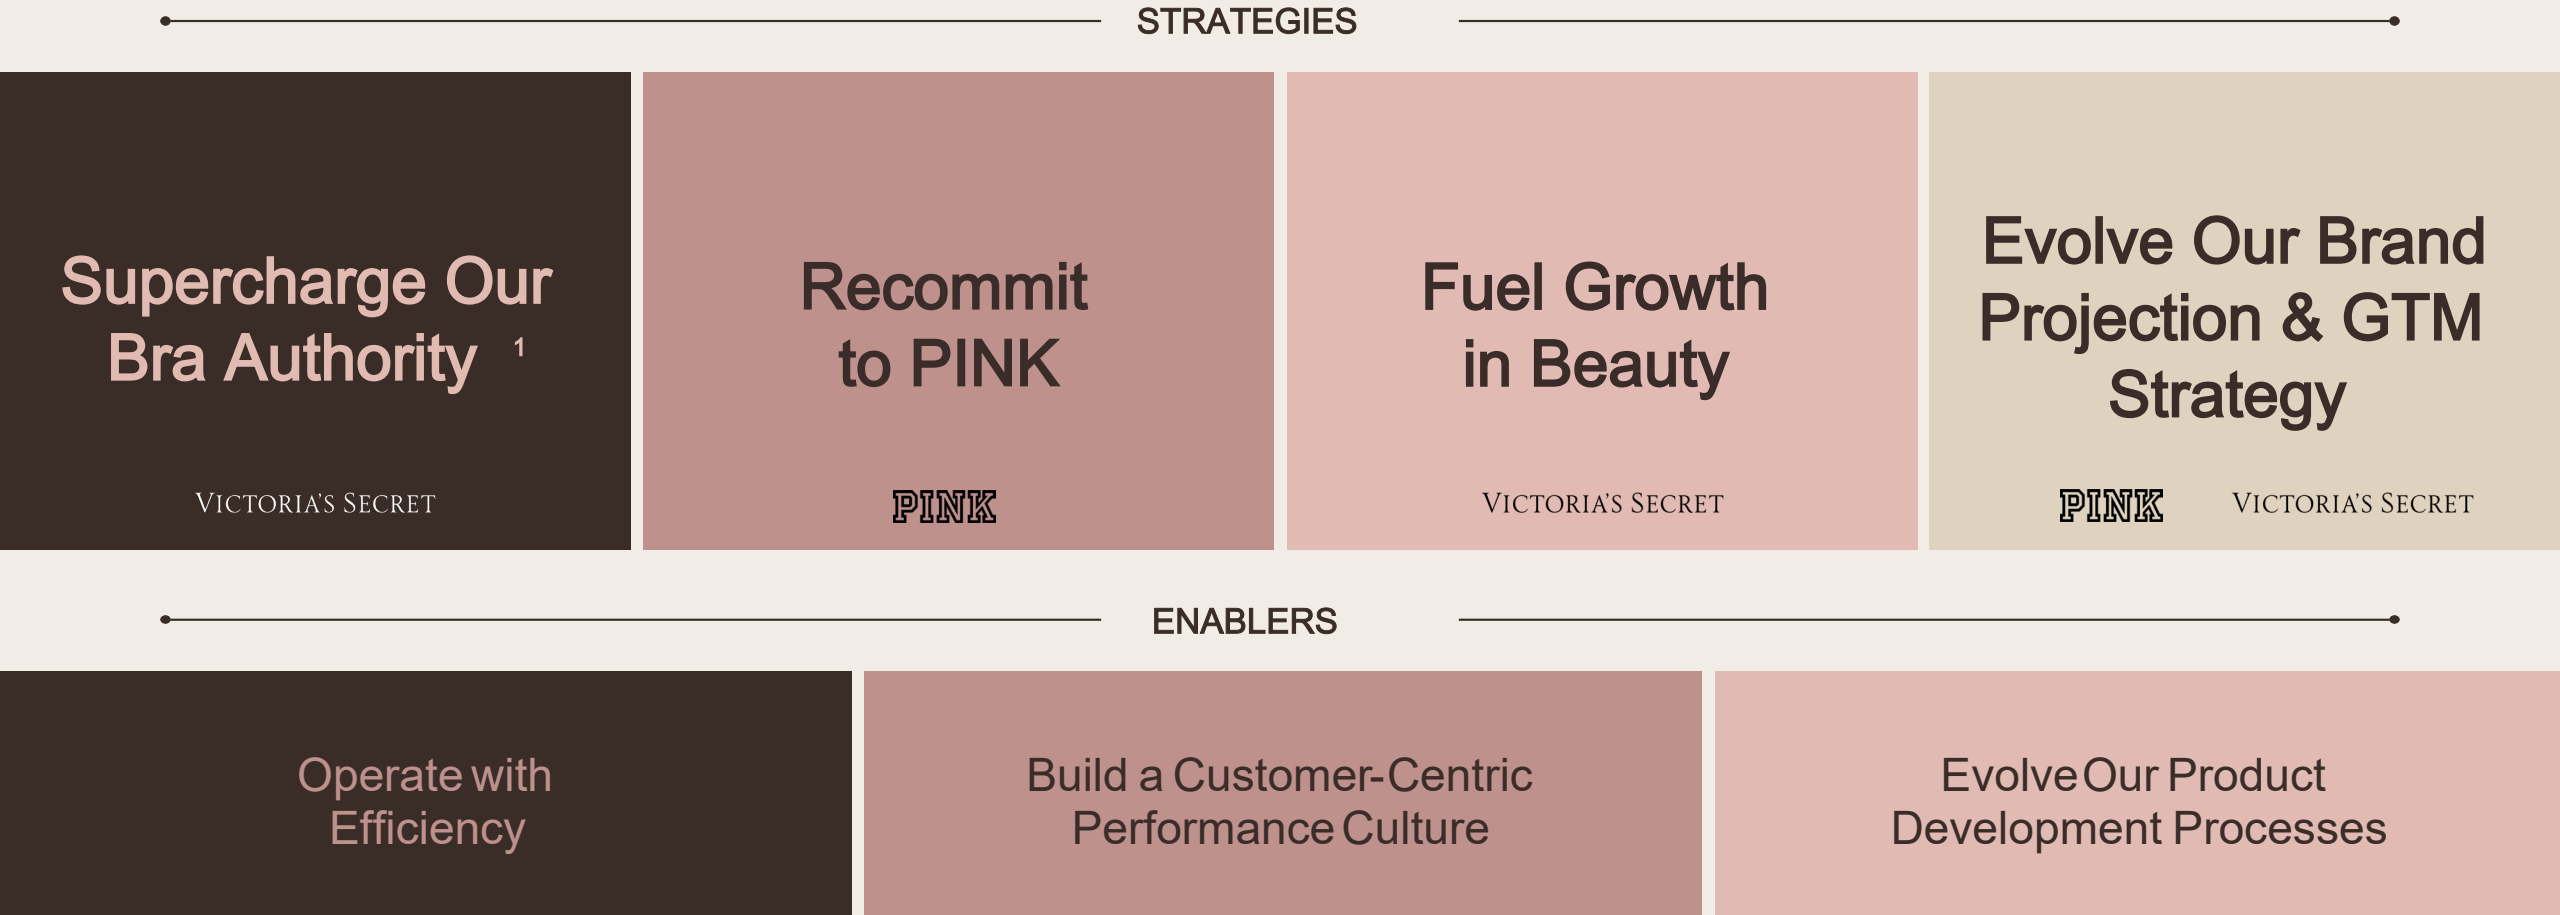 STRATEGIES
Supercharge Our
Bra Authority 1
VICTORIA'S SECRET
Recommit
to PINK
PINK
Fuel Growth
in Beauty
VICTORIA'S SECRET
Evolve Our Brand
Projection & GTM
Strategy
PINK VICTORIA'S SECRET
ENABLERS
Operate with
Efficiency
Build a Customer-Centric
Performance Culture
Evolve Our Product
Development Processes